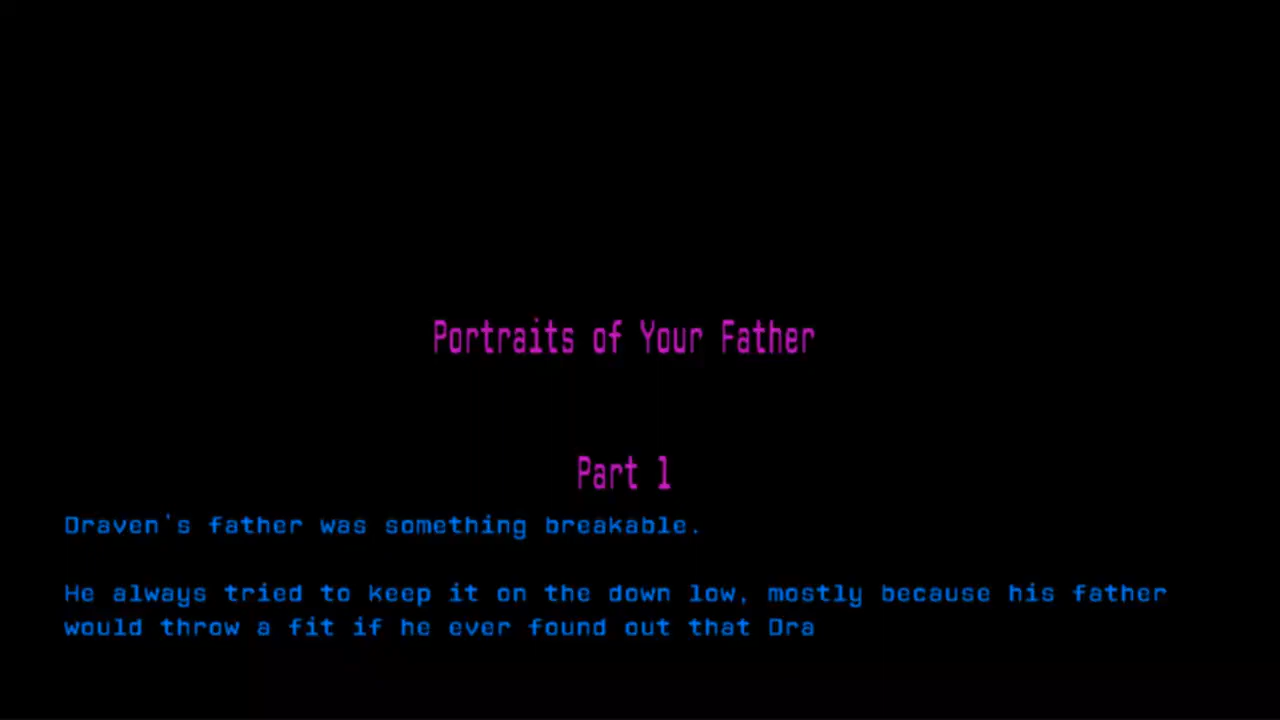 Portraits of Your Father
Part 1
Draven's father was something breakable.
He always tried to keep it on the down low, mostly because his father
would throw a fit if he ever found out that Dra